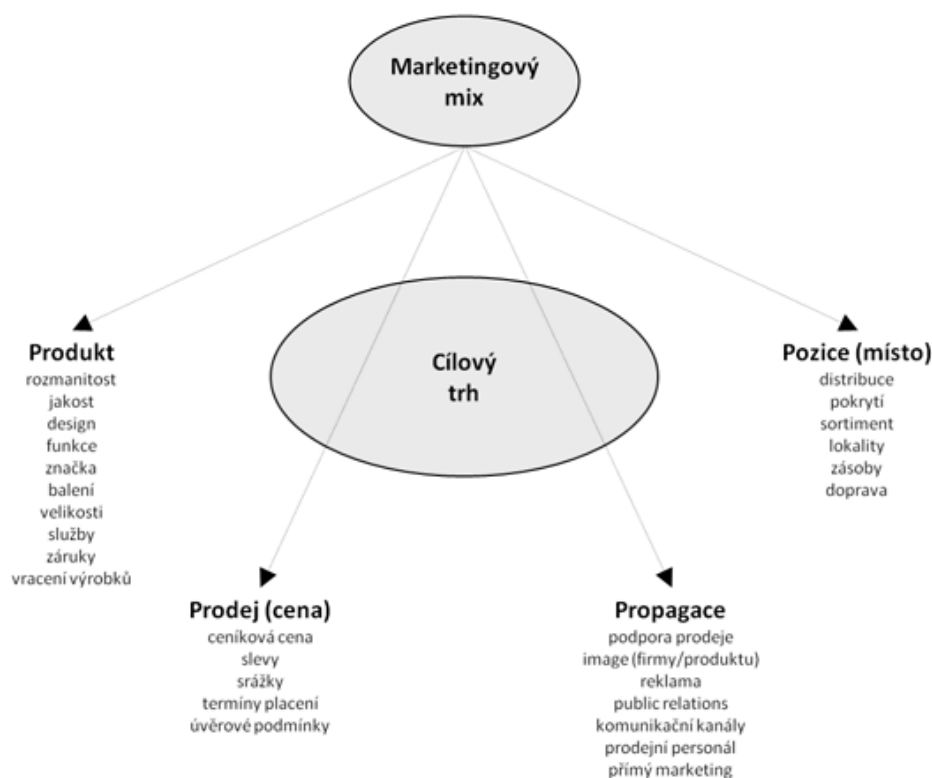 Marketingový
mix
Cílový
trh
Produkt
rozmanitost
jakost
design
funkce
značka
balení
velikosti
služby
záruky
vracení výrobků
Prodej (cena)
ceníková cena
slevy
srážky
termíny placení
úvěrové podmínky
Propagace
podpora prodeje
image (firmy/produktu)
reklama
public relations
komunikační kanály
prodejní personál
přímý marketing
Pozice (místo)
distribuce
pokrytí
sortiment
lokality
zásoby
doprava